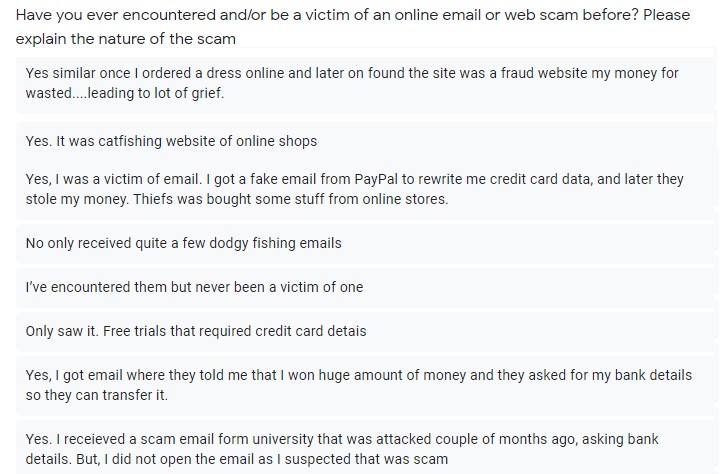 Have you ever encountered and/or be a victim of an online email or web scam before? Please
explain the nature of the scam
Yes similar once I ordered a dress online and later on found the site was a fraud website my money for
wasted....leading to lot of grief.
Yes. It was catfishing website of online shops
Yes, I was a victim of email. I got a fake email from PayPal to rewrite me credit card data, and later they
stole my money. Thiefs was bought some stuff from online stores.
No only received quite a few dodgy fishing emails
I've encountered them but never been a victim of one
Only saw it. Free trials that required credit card detais
Yes, I got email where they told me that I won huge amount of money and they asked for my bank details
so they can transfer it.
Yes. I receieved a scam email form university that was attacked couple of months ago, asking bank
details. But, I did not open the email as I suspected that was scam